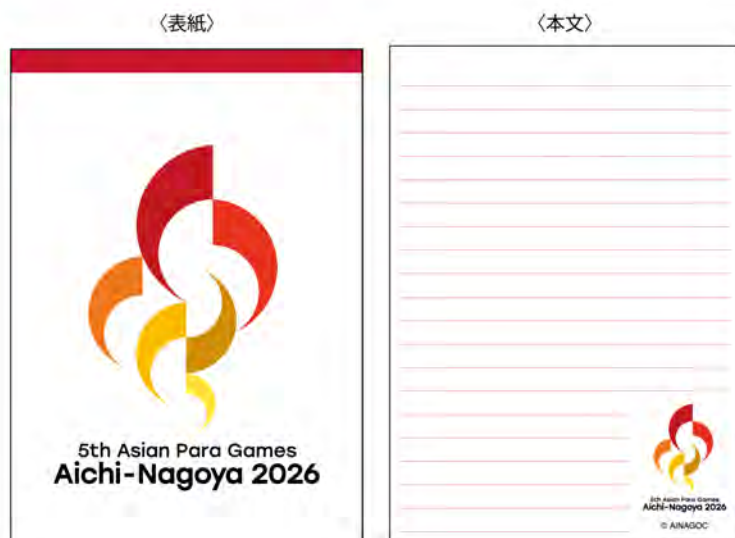 〈表紙〉
〈本文〉
5th Asian Para Games
Aichi-Nagoya 2026
5th Asian Para Games
Aichi-Nagoya 2026
© AINAGOC